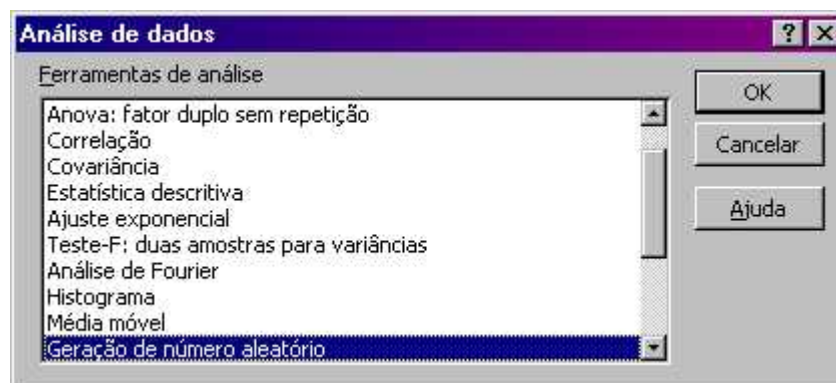 Análise de dados
Ferramentas de análise
Anova: fator duplo sem repetição
Correlação
Covariância
Estatística descritiva
Ajuste exponencial
Teste-F: duas amostras para variâncias
Análise de Fourier
Histograma
Média móvel
Geração de número aleatório
OK
Cancelar
Ajuda